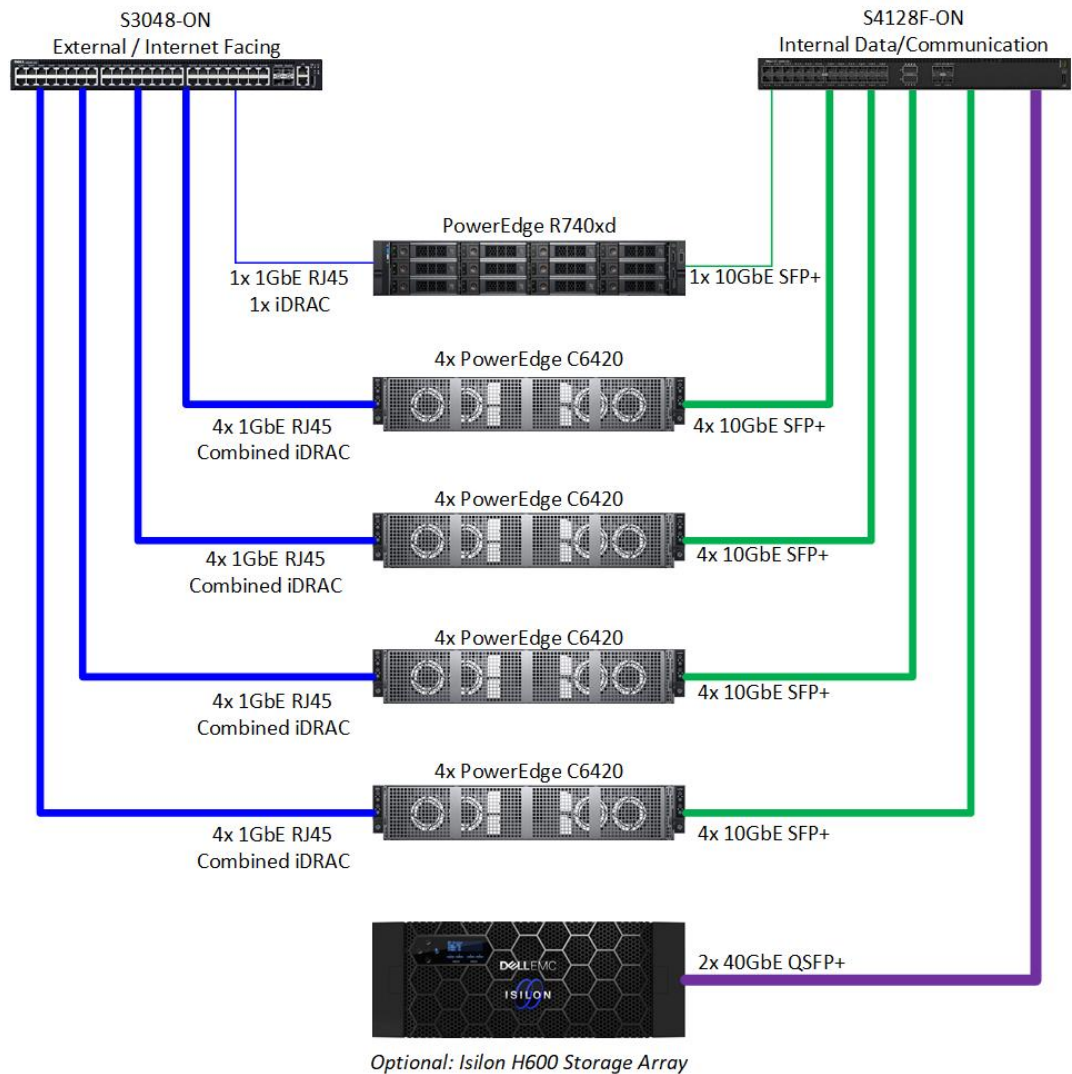 S3048-ON
External / Internet Facing
S4128F-ON
Internal Data/Communication
PowerEdge R740xd
1x 1GbE RJ45
1x iDRAC
1x 10GbE SFP+
4x PowerEdge C6420
4x 1GbE RJ45
Combined iDRAC
4x 10GbE SFP+
4x PowerEdge C6420
4x 1GbE RJ45
Combined iDRAC
4x 10GbE SFP+
4x PowerEdge C6420
4x 1GbE RJ45
Combined iDRAC
4x 10GbE SFP+
4x PowerEdge C6420
4x 1GbE RJ45
Combined iDRAC
4x 10GbE SFP+
DELLEMC
ISILON
2x 40GbE QSFP+
Optional: Isilon H600 Storage Array